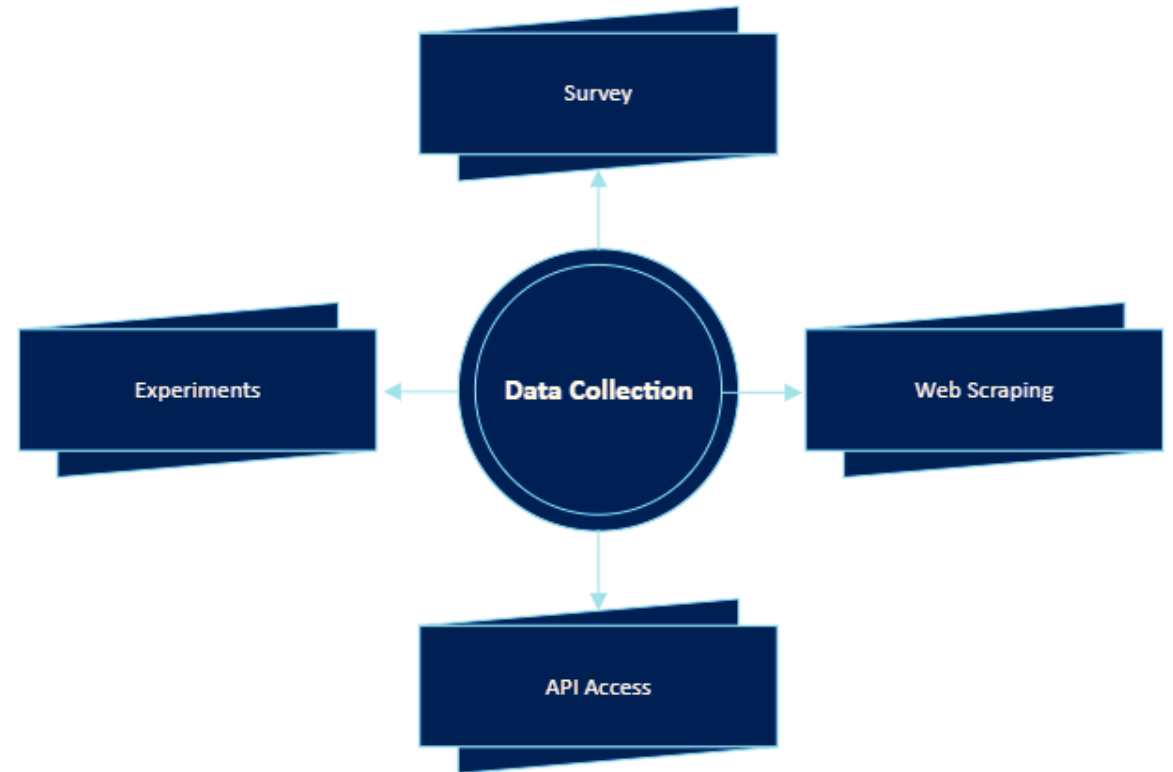 Survey
Experiments
Data Collection
Web Scraping
API Access